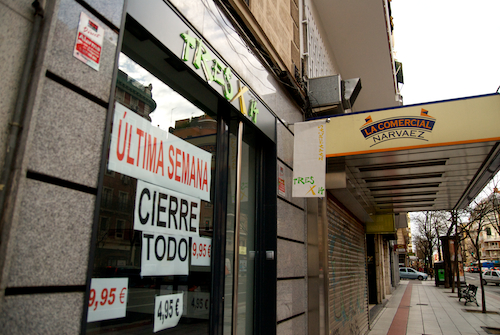 TRES
ÚLTIMA SEMANA
CIERRE
TODO
9,95 €
9,95 €
4,95 €
4,95 €
TRES
LA COMERCIAL
NARVAEZ